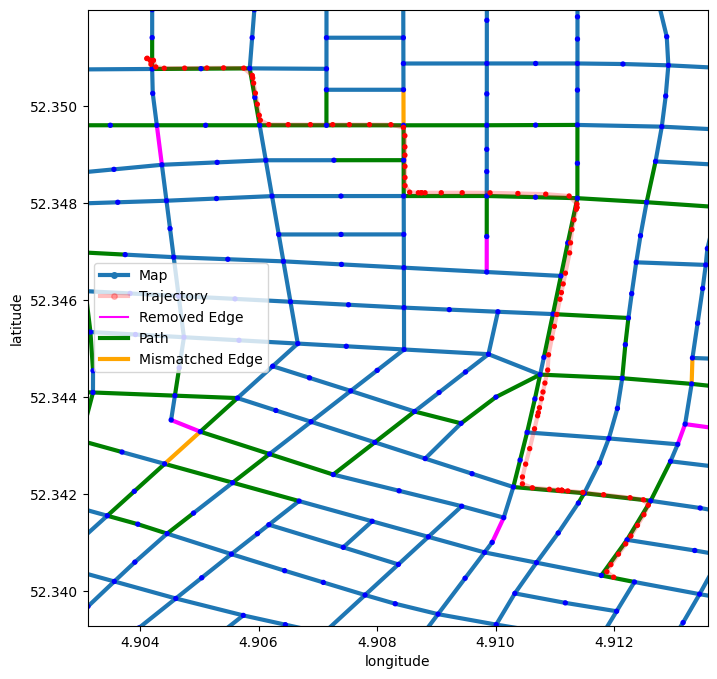 52.350
52.348
52.346
52.344
52.342
52.340
latitude
Map
Trajectory
Removed Edge
Path
Mismatched Edge
4.904 4.906 4.908 4.910 4.912
longitude